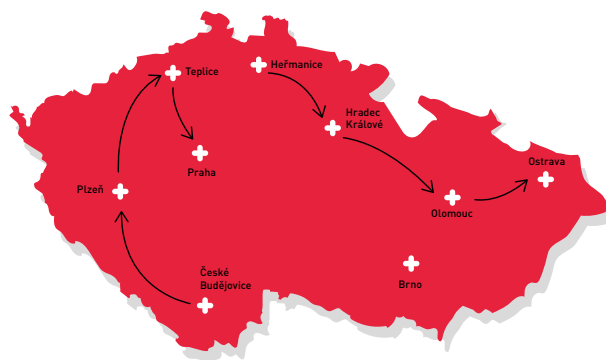 Heřmanice
Teplice
Hradec
Králové
Ostrava
Praha
Plzeň
Olomouc
České
Budějovice
Brno